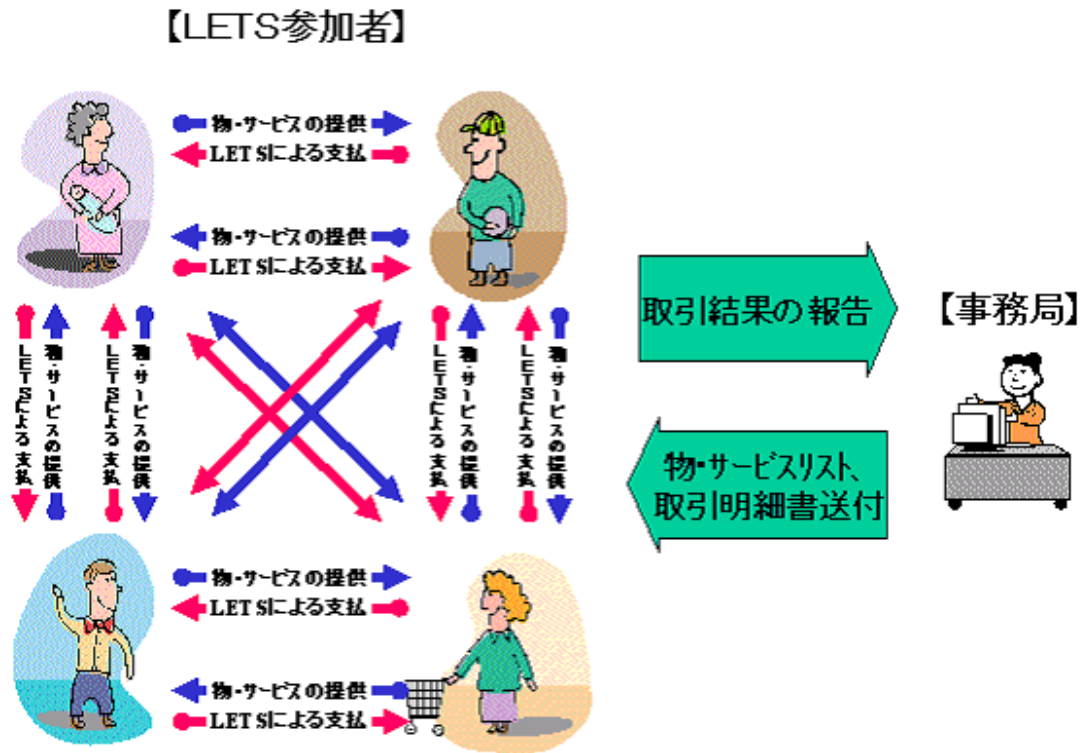 【LETS参加者】
物・サービスの提供
LETSによる支払
物・サービスの提供
LETSによる支払
LETSによる支払
物・サービスの提供
LETSによる支払
物・サービスの提供
LETSによる支払
物・サービスの提供
LETSによる支払
物・サービスの提供
物・サービスの提供
LETSによる支払
物・サービスの提供
LETSによる支払
取引結果の報告
【事務局】
物・サービスリスト、
取引明細書送付